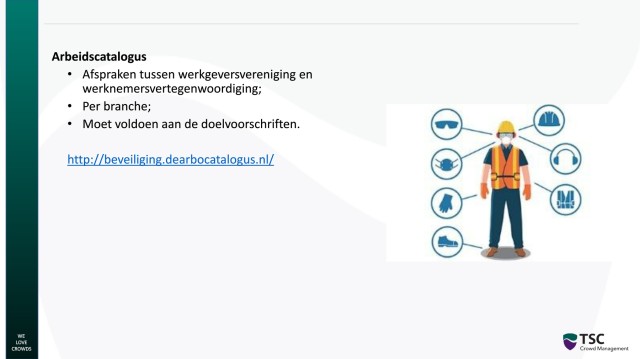 Arbeidscatalogus
• Afspraken tussen werkgeversvereniging en
werknemersvertegenwoordiging;
• Per branche;
• Moet voldoen aan de doelvoorschriften.
http://beveiliging.dearbocatalogus.nl/
WE
LOVE
CROWDS
TSC
Crowd Management